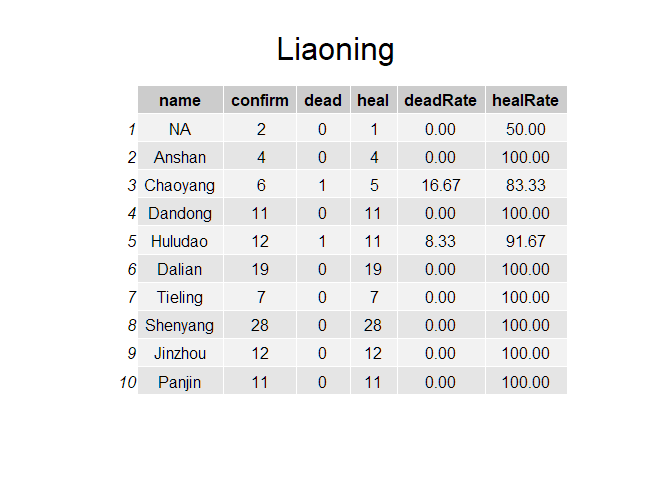 Liaoning
name confirm dead heal deadRate healRate
1 NA 2 0 1 0.00 50.00
2 Anshan 4 0 4 0.00 100.00
3 Chaoyang 6 1 5 16.67 83.33
4 Dandong 11 0 11 0.00 100.00
5 Huludao 12 1 11 8.33 91.67
6 Dalian 19 0 19 0.00 100.00
7 Tieling 7 0 7 0.00 100.00
8 Shenyang 28 0 28 0.00 100.00
9 Jinzhou 12 0 12 0.00 100.00
10 Panjin 11 0 11 0.00 100.00